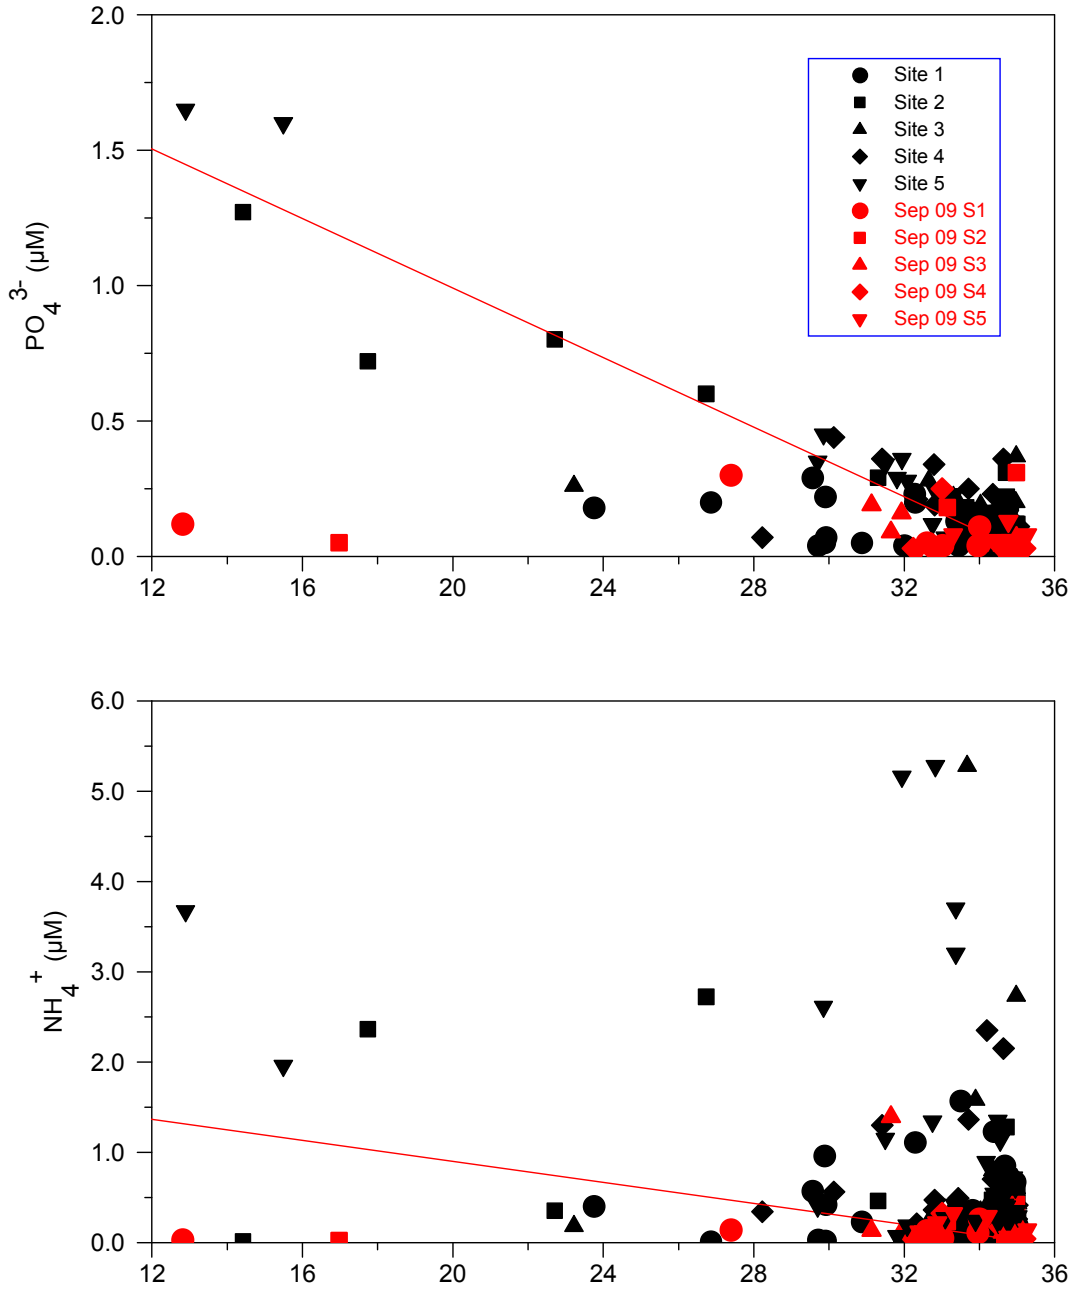 2.0
1.5
1.0
0.5
0.0
PO4 3- (µM)
Site 1
Site 2
Site 3
Site 4
Site 5
Sep 09 S1
Sep 09 S2
Sep 09 S3
Sep 09 S4
Sep 09 S5
12 16 20 24 28 32 36
6.0
5.0
4.0
3.0
2.0
1.0
0.0
NH4 + (µM)
12 16 20 24 28 32 36